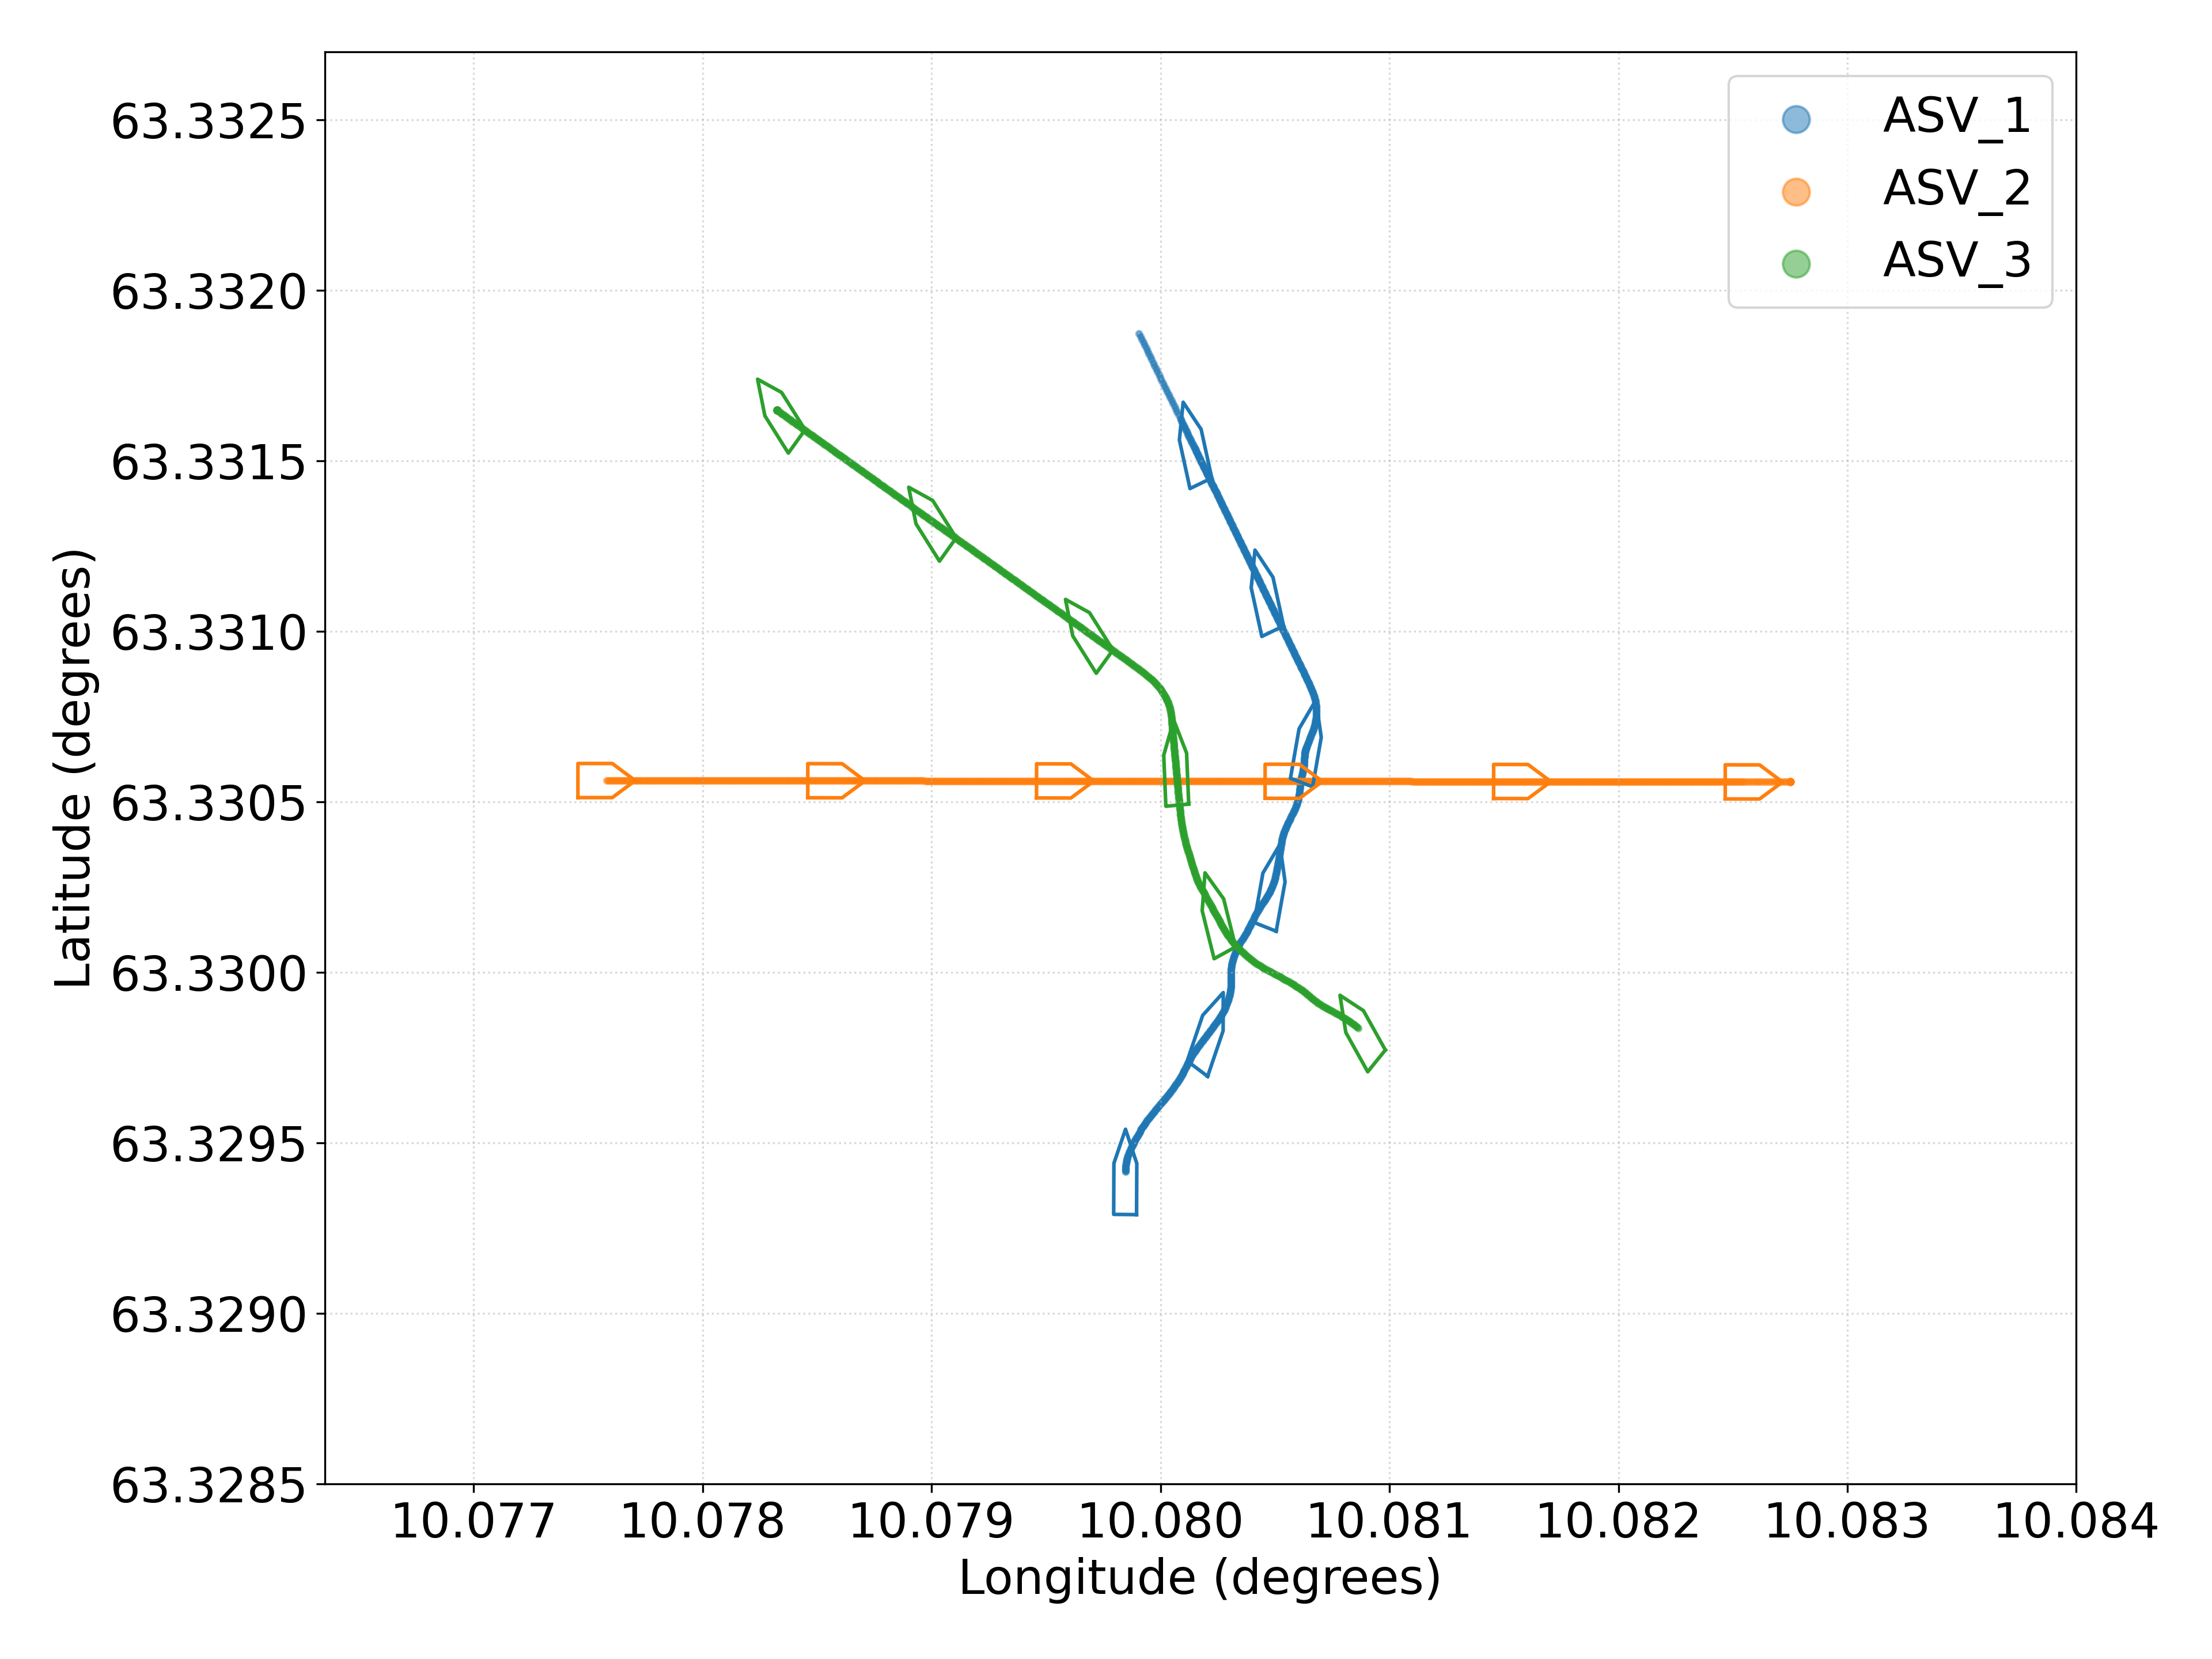 ASV_1
ASV_2
ASV_3
63.3325
63.3320
63.3315
63.3310
63.3305
63.3300
63.3295
63.3290
63.3285
Latitude (degrees)
10.077 10.078 10.079 10.080 10.081 10.082 10.083 10.084
Longitude (degrees)